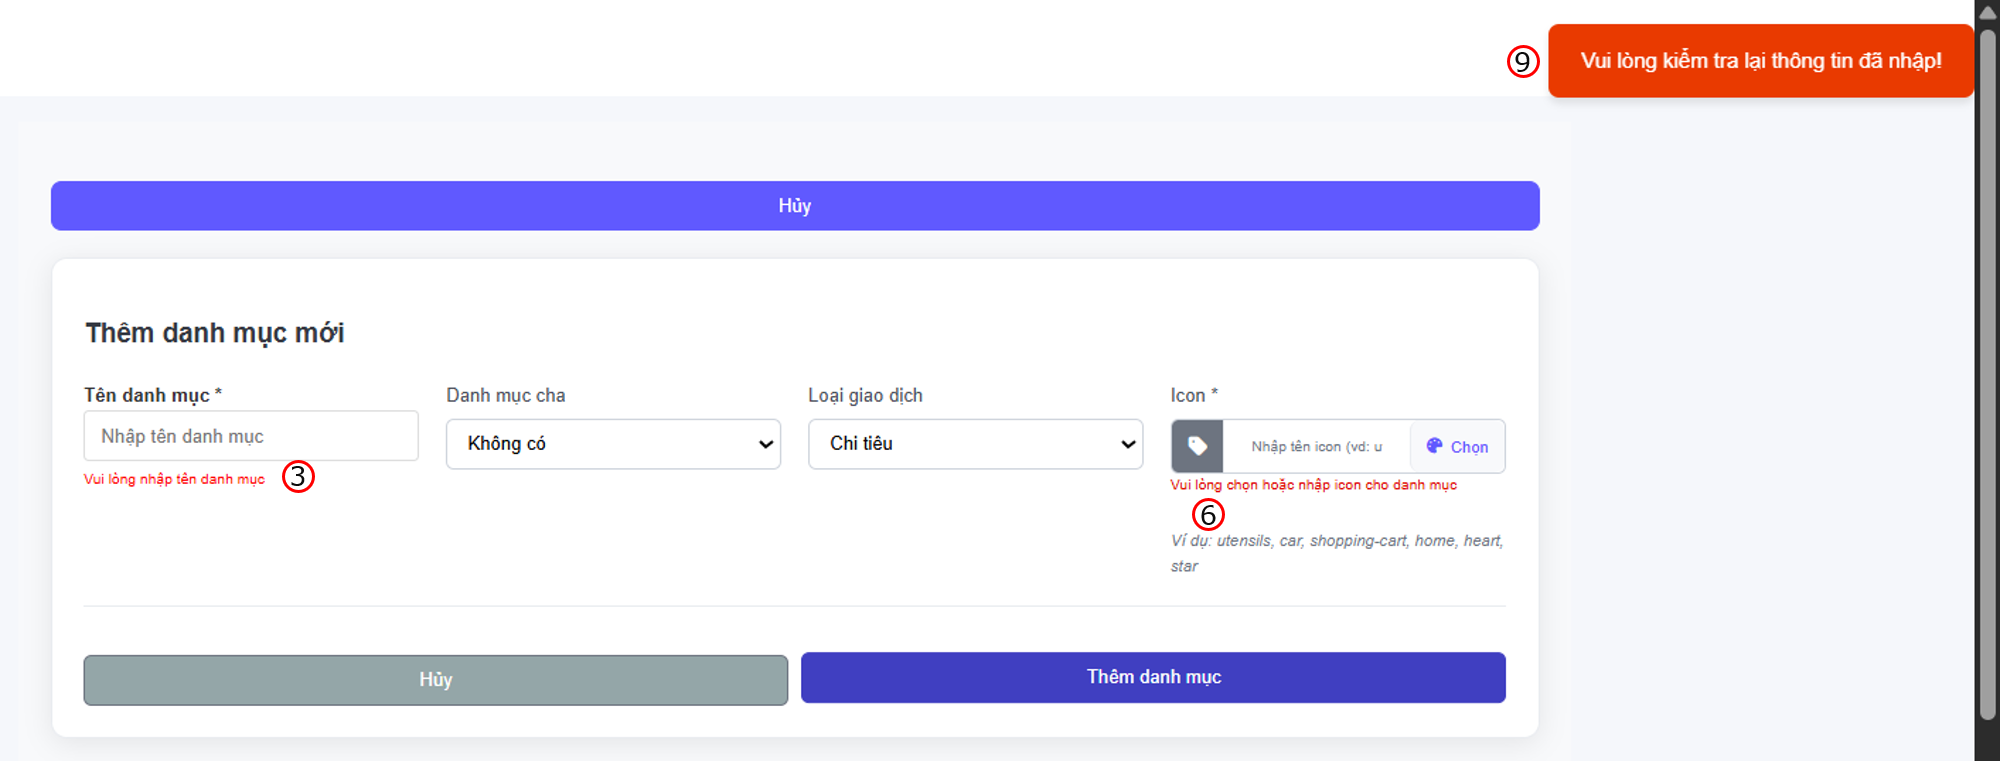 ⑨ Vui lòng kiểm tra lại thông tin đã nhập!
Hủy
Thêm danh mục mới
Tên danh mục *
Nhập tên danh mục
Vui lòng nhập tên danh mục ③
Danh mục cha
Không có
Loại giao dịch
Chi tiêu
Icon *
Nhập tên icon (vd: u
Chọn
Vui lòng chọn hoặc nhập icon cho danh mục
⑥
Ví dụ: utensils, car, shopping-cart, home, heart,
star
Hủy
Thêm danh mục